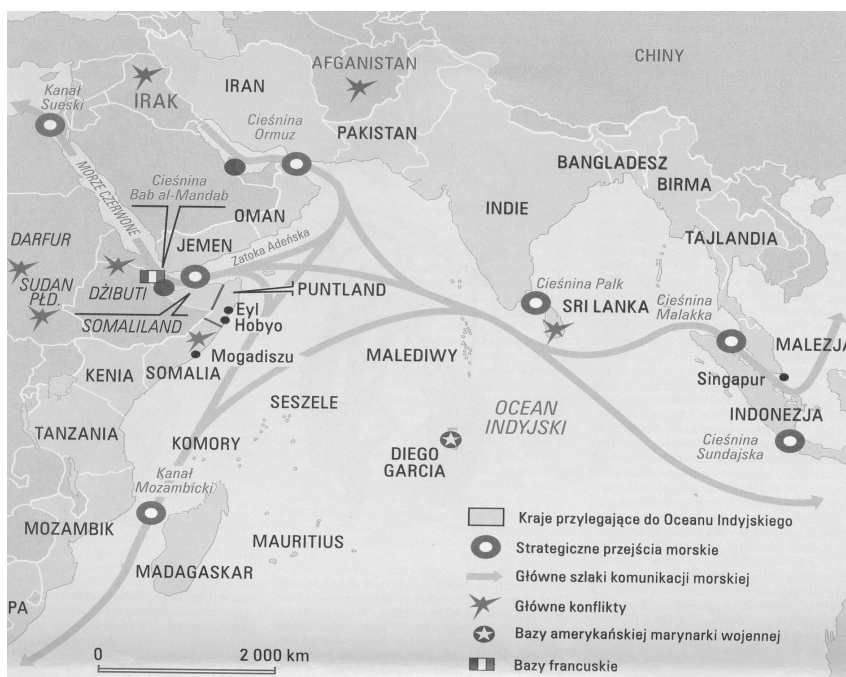 CHINY
AFGANISTAN
IRAN
IRAK
Kanał
Sueski
Cieśnina
Ormuz
PAKISTAN
BANGLADESZ
BIRMA
MORZE CZERWONE
Cieśnina
Bab al-Mandab
OMAN
INDIE
DARFUR
JEMEN
Zatoka Adeńska
TAJLANDIA
SUDAN
PŁD.
DŻIBUTI
PUNTLAND
Cieśnina Palk
SRI LANKA
Cieśnina
Malakka
SOMALILAND
Eyl
Hobyo
Mogadiszu
MALEDIWY
MALEZJA
KENIA
SOMALIA
Singapur
SESZELE
OCEAN
INDYJSKI
INDONEZJA
TANZANIA
KOMORY
DIEGO
GARCIA
Cieśnina
Sundajska
Kanał
Mozambicki
MOZAMBIK
MAURITIUS
MADAGASKAR
PA
Kraje przylegające do Oceanu Indyjskiego
Strategiczne przejścia morskie
Główne szlaki komunikacji morskiej
Główne konflikty
Bazy amerykańskiej marynarki wojennej
Bazy francuskie
0 2 000 km